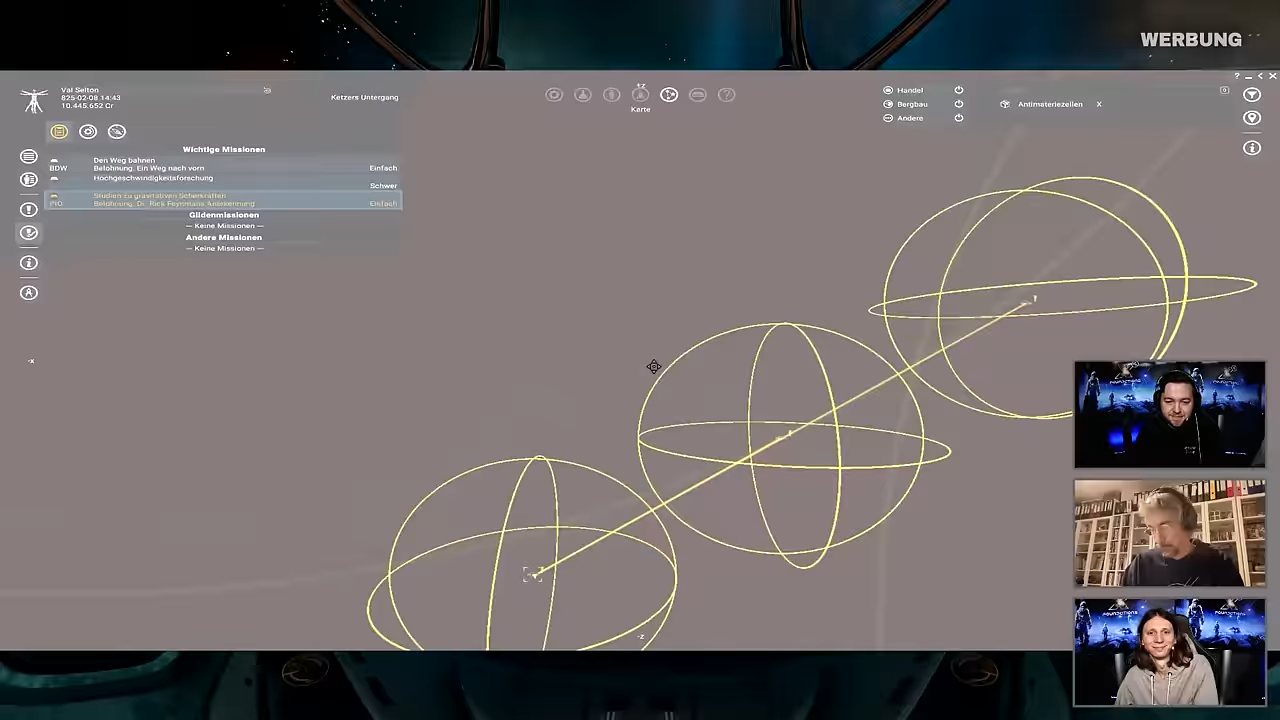 WERBUNG
Val Selton
825-02-08 14:43
10.445.652 Cr
Ketzers Untergang
Karte
Handel
Bergbau
Andere
Antimateriezellen X
Wichtige Missionen
Den Weg bahnen
BDW Belohnung: Ein Weg nach vorn Einfach
Hochgeschwindigkeitsforschung
Schwer
Studien zu gravitativen Scherkräften
PIO Belohnung: Dr. Rick Feynmans Anerkennung Einfach
Gildenmissionen
— Keine Missionen —
Andere Missionen
— Keine Missionen —
-x
-z